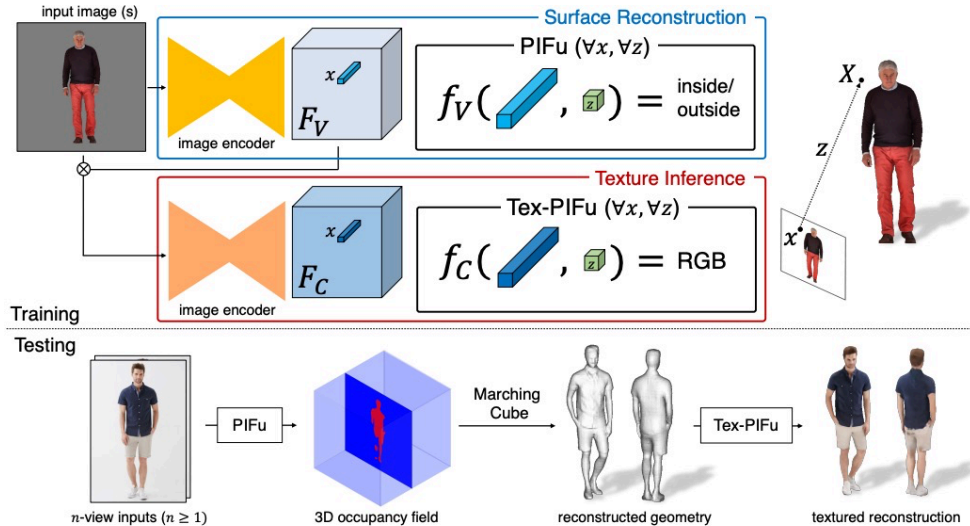 input image (s)
Surface Reconstruction
PIFu (∀x, ∀z)
x
F_V
f_V( , z ) = inside/
outside
image encoder
X
z
x
Texture Inference
Tex-PIFu (∀x, ∀z)
x
F_C
f_C( , z ) = RGB
image encoder
Training
Testing
PIFu
Marching
Cube
Tex-PIFu
n-view inputs (n ≥ 1)
3D occupancy field
reconstructed geometry
textured reconstruction